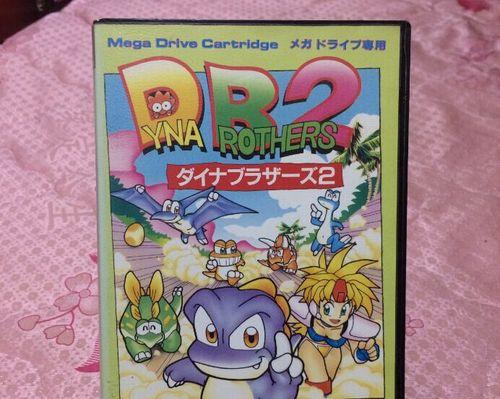 Mega Drive Cartridge メガドライブ専用
DYNA BROTHERS 2
ダイナブラザーズ2